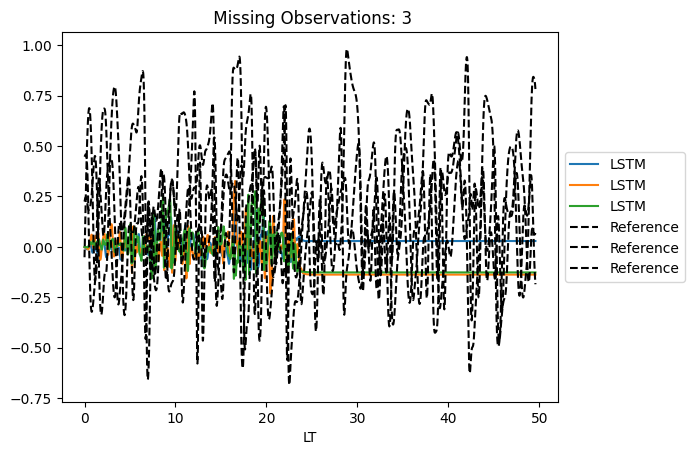 Missing Observations: 3
1.00
0.75
0.50
0.25
0.00
−0.25
−0.50
−0.75
0
10
20
30
40
50
LT
LSTM
LSTM
LSTM
Reference
Reference
Reference